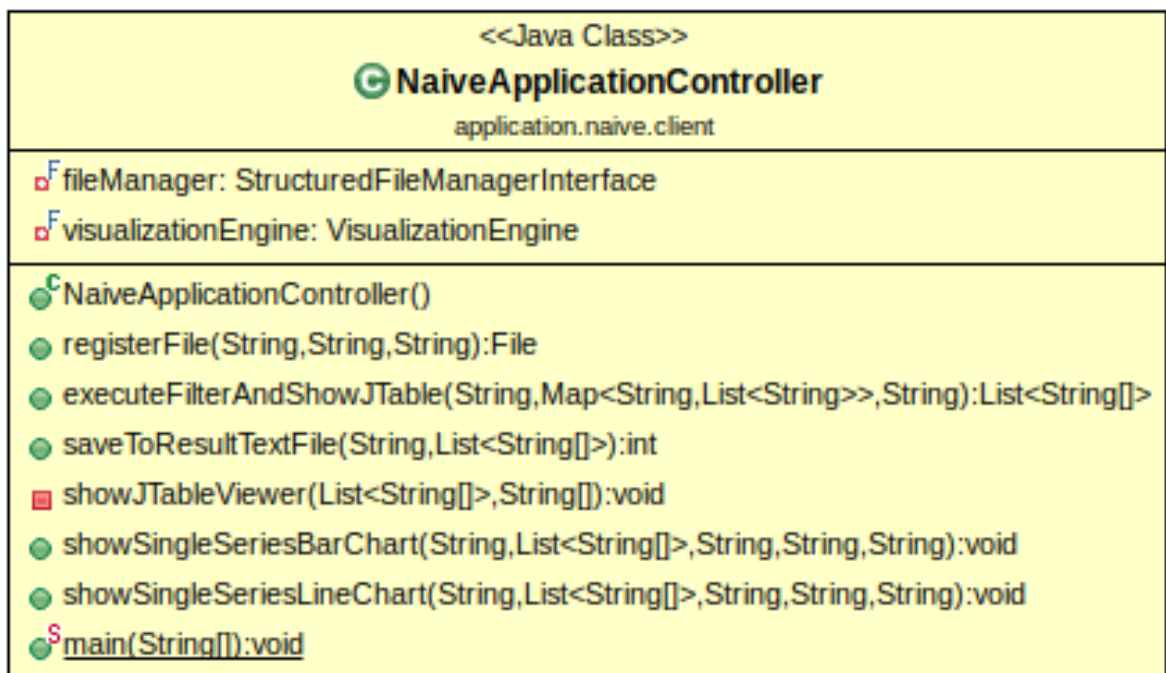 <<Java Class>>
C NaiveApplicationController
application.naive.client
F fileManager: StructuredFileManagerInterface
F visualizationEngine: VisualizationEngine
C NaiveApplicationController()
registerFile(String,String,String):File
executeFilterAndShowJTable(String,Map<String,List<String>>,String):List<String[]>
saveToResultTextFile(String,List<String[]>):int
showJTableViewer(List<String[]>,String[]):void
showSingleSeriesBarChart(String,List<String[]>,String,String,String):void
showSingleSeriesLineChart(String,List<String[]>,String,String,String):void
S main(String[]):void